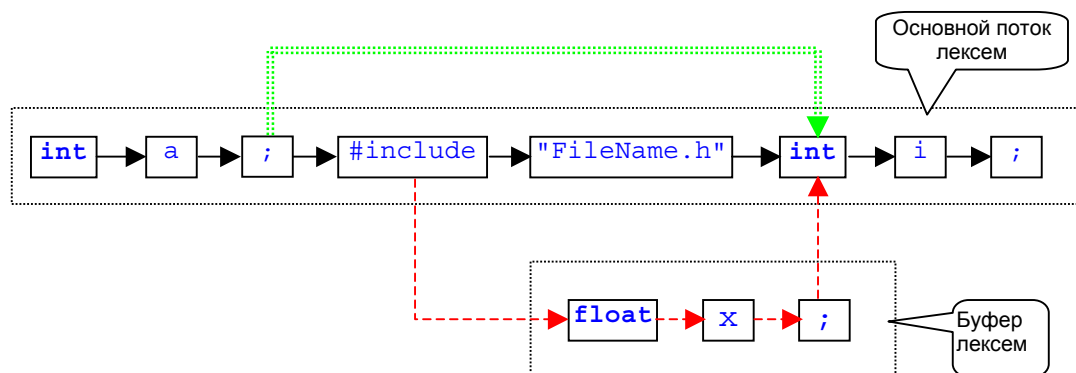 Основной поток
лексем
int a ; #include "FileName.h" int i ;
float x ;
Буфер
лексем